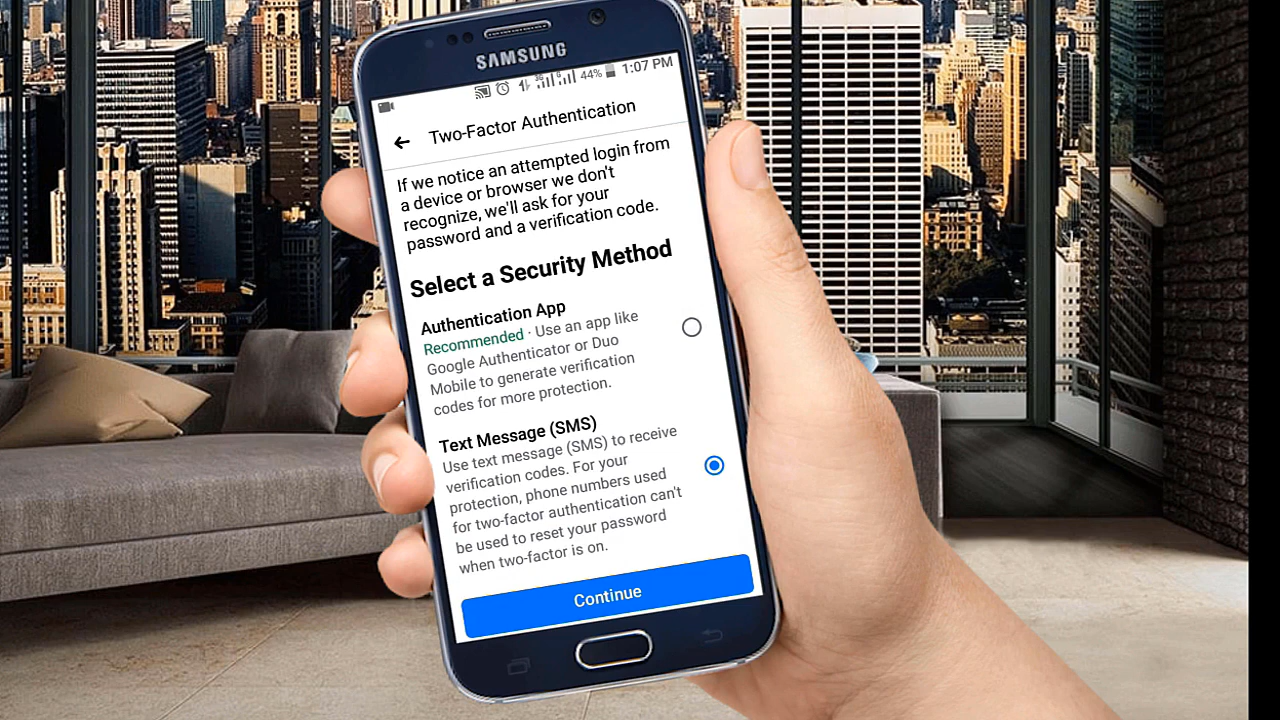 SAMSUNG
3G G 44% 1:07 PM
Two-Factor Authentication
If we notice an attempted login from
a device or browser we don't
recognize, we'll ask for your
password and a verification code.
Select a Security Method
Authentication App
Recommended · Use an app like
Google Authenticator or Duo
Mobile to generate verification
codes for more protection.
Text Message (SMS)
Use text message (SMS) to receive
verification codes. For your
protection, phone numbers used
for two-factor authentication can't
be used to reset your password
when two-factor is on.
Continue